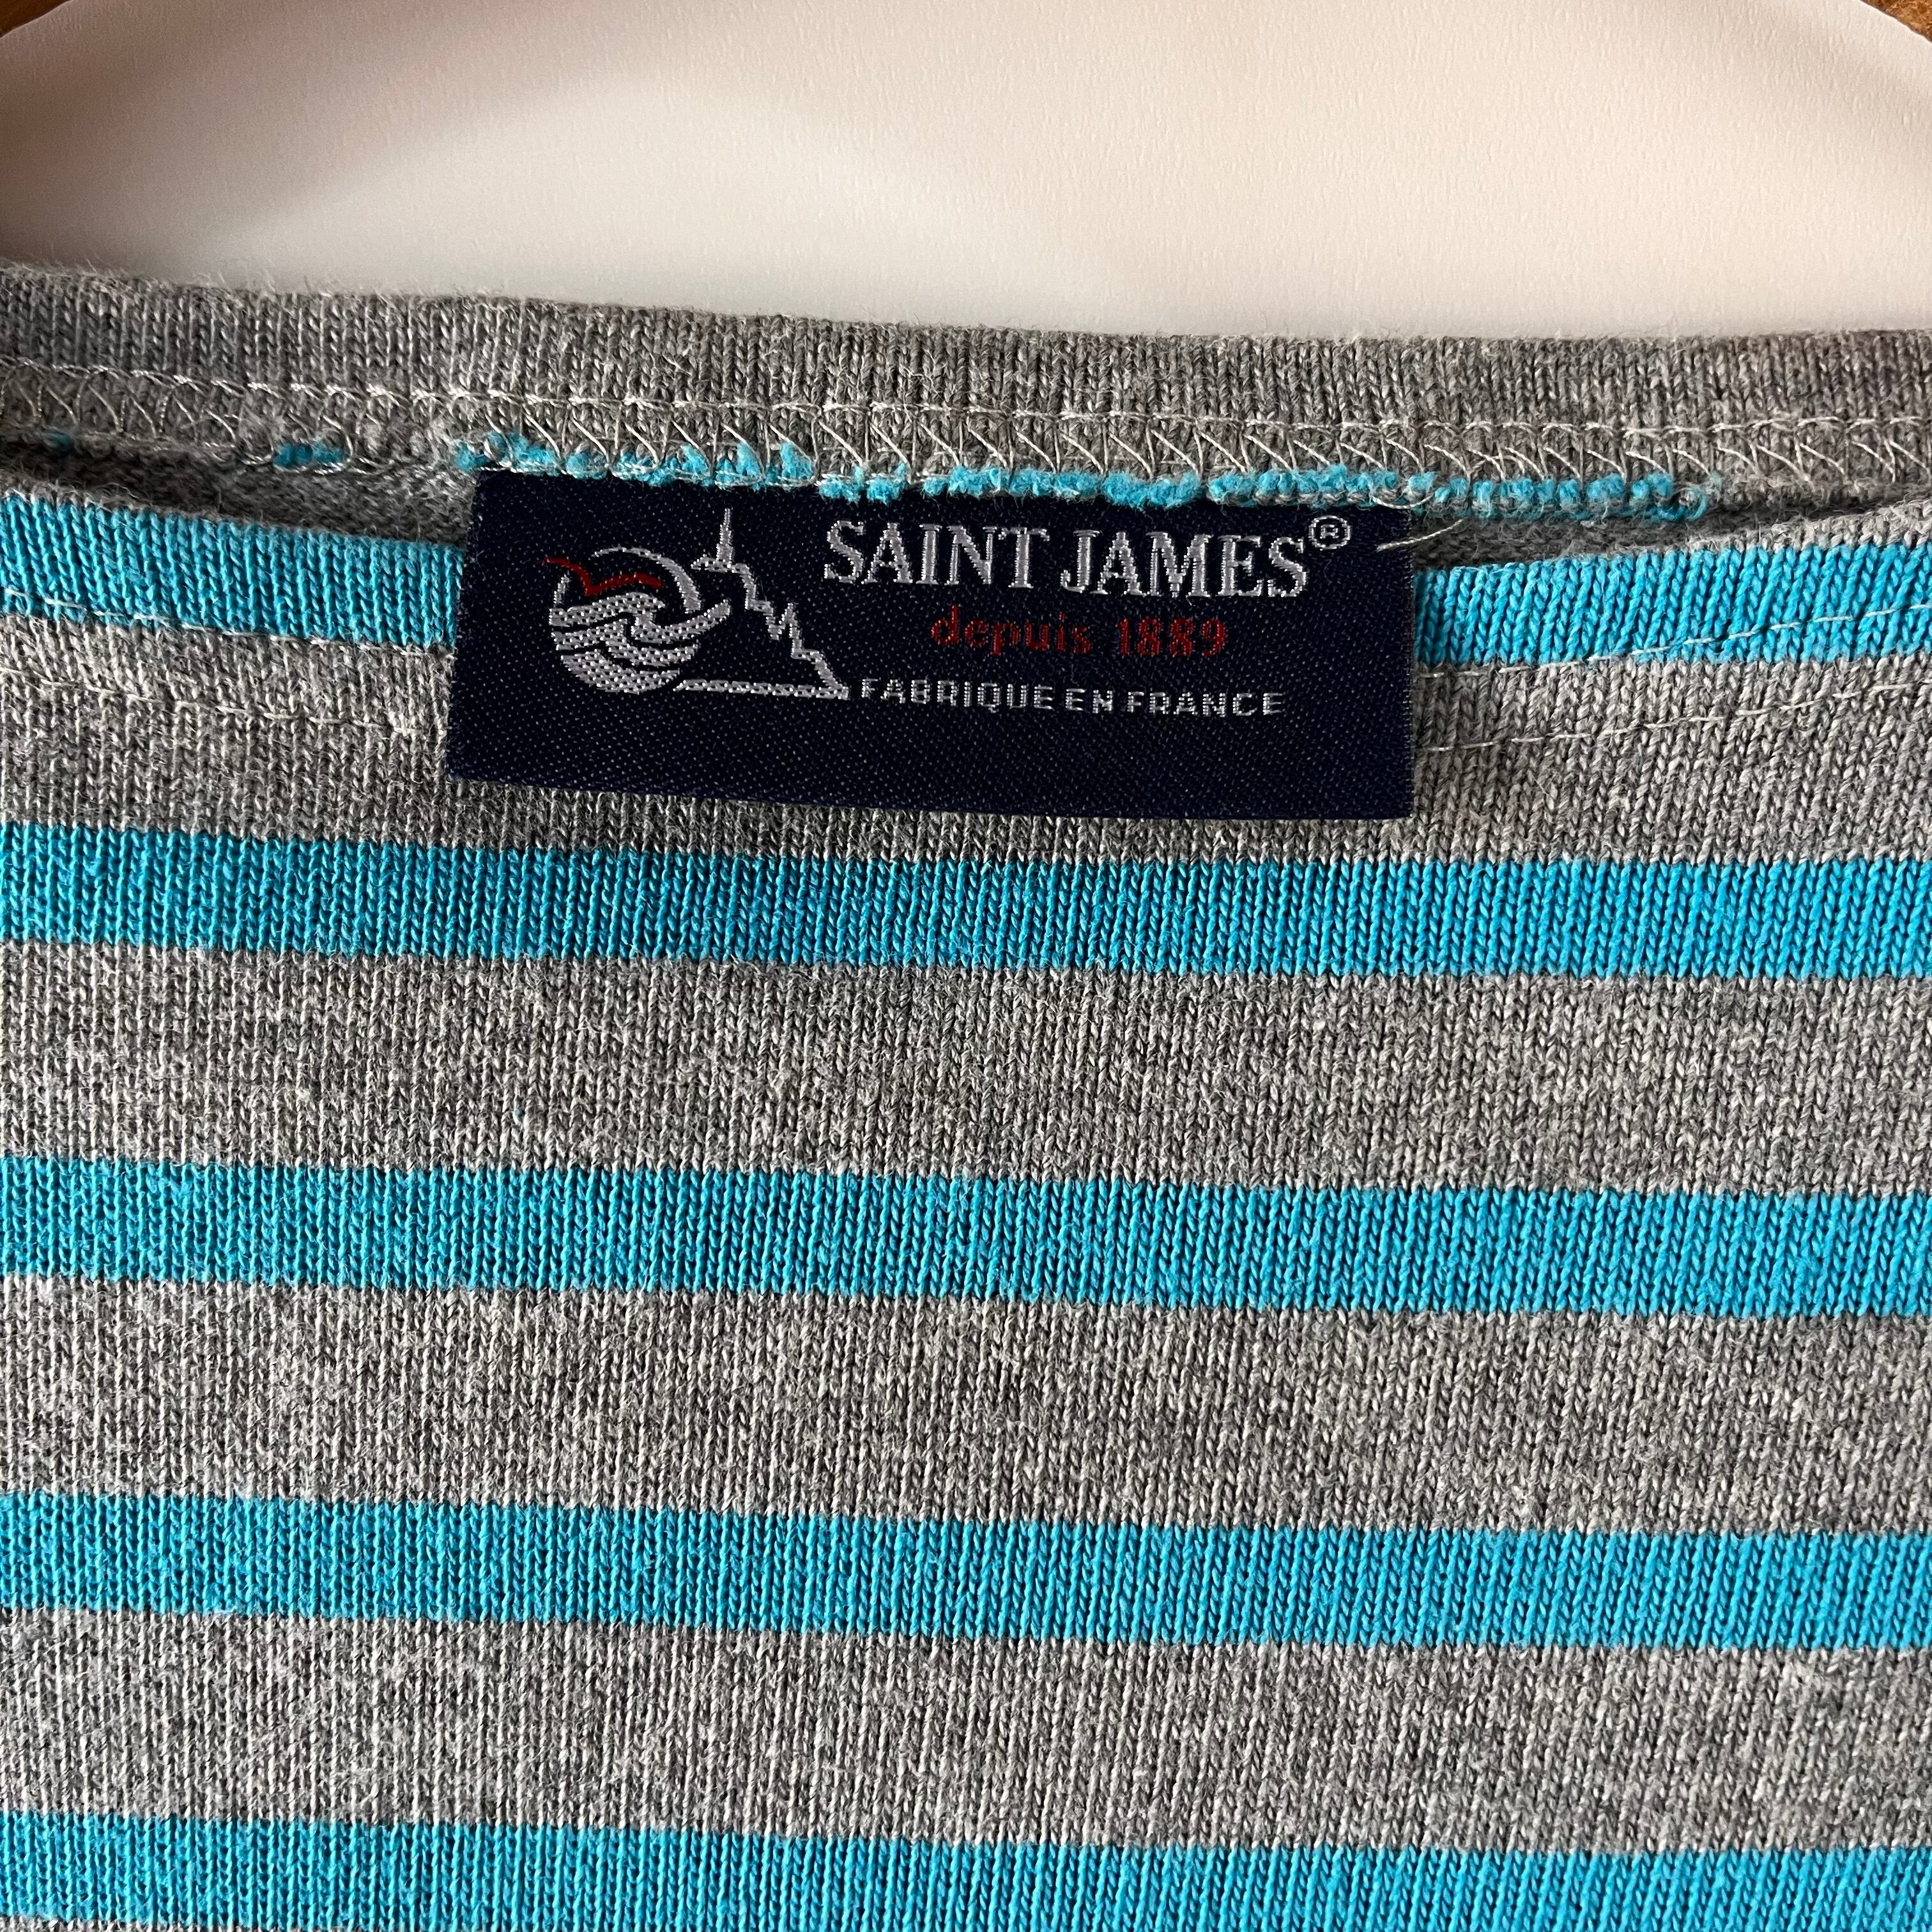 SAINT JAMES®
depuis 1889
FABRIQUE EN FRANCE